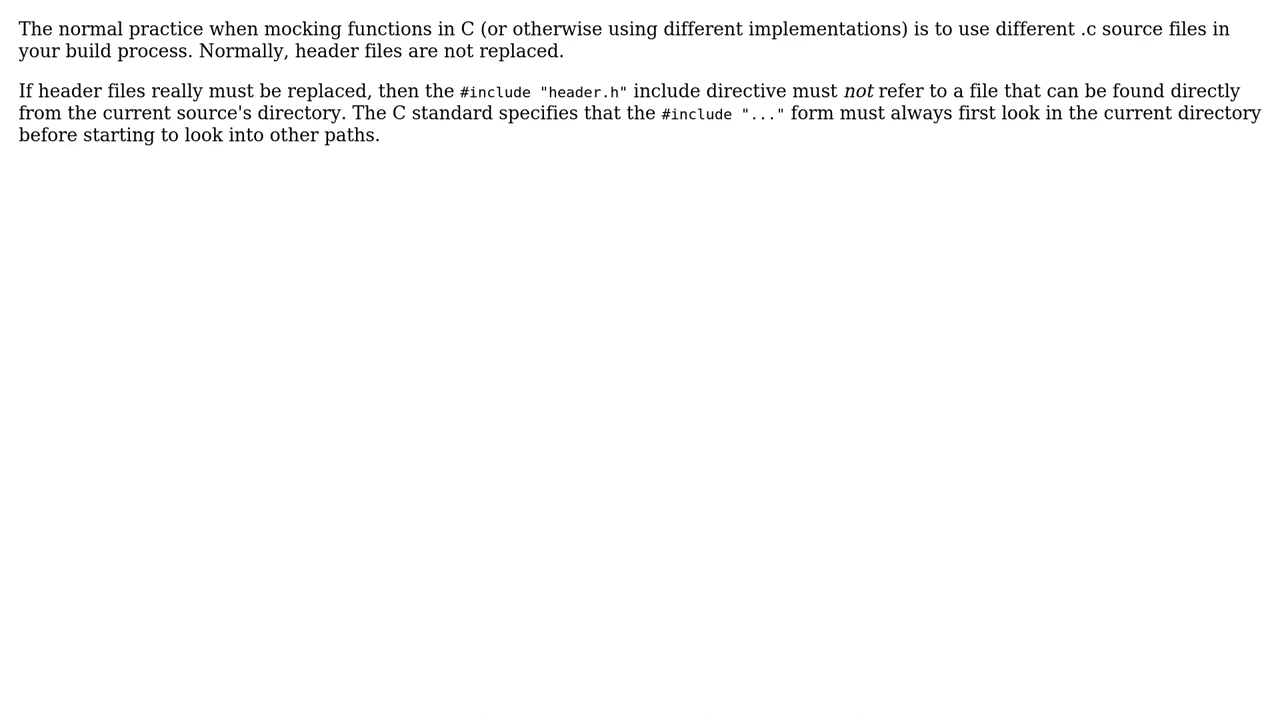 The normal practice when mocking functions in C (or otherwise using different implementations) is to use different .c source files in
your build process. Normally, header files are not replaced.
If header files really must be replaced, then the #include "header.h" include directive must not refer to a file that can be found directly
from the current source's directory. The C standard specifies that the #include "..." form must always first look in the current directory
before starting to look into other paths.